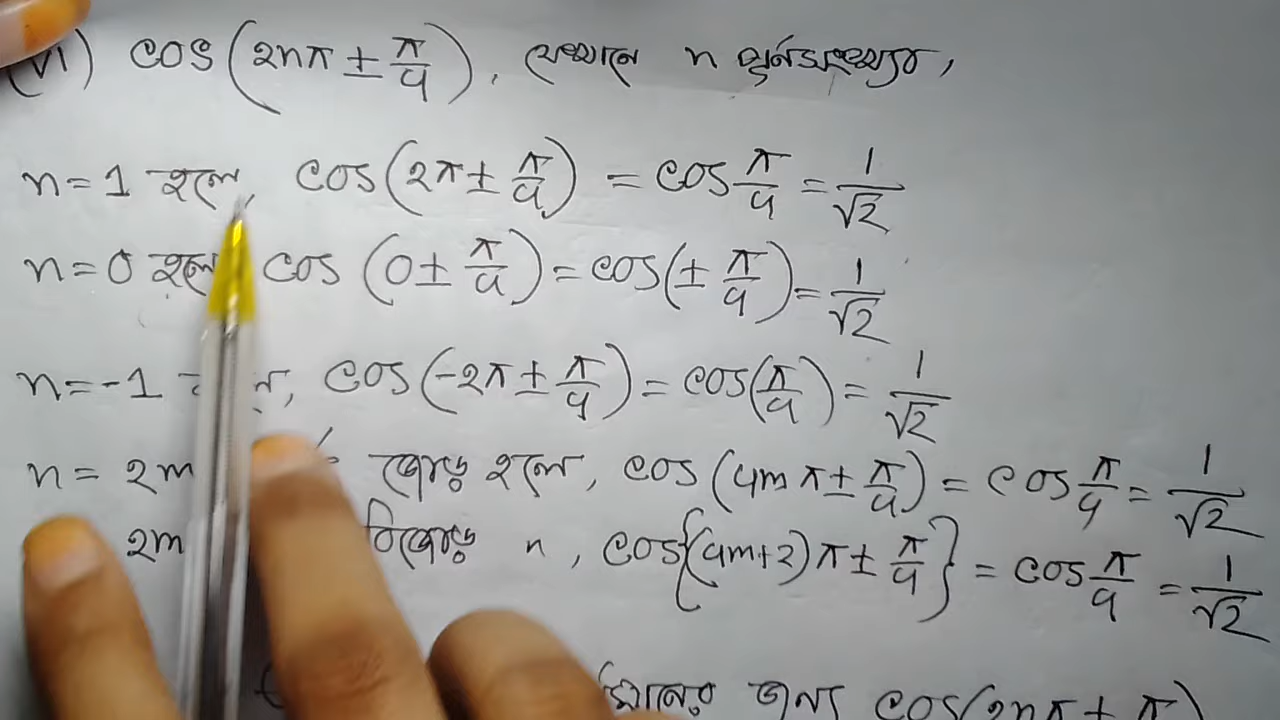 (vi) cos(2nπ ± π/4), যেখানে n পূর্ণসংখ্যা,
n = 1 হলে, cos(2π ± π/4) = cos π/4 = 1/√2
n = 0 হলে cos (0 ± π/4) = cos(± π/4) = 1/√2
n = -1 cos(-2π ± π/4) = cos(π/4) = 1/√2
n = 2m জোড় হলে, cos(4mπ ± π/4) = cos π/4 = 1/√2
2m বিজোড় n, cos{(4m+2)π ± π/4} = cos π/4 = 1/√2
মানের জন্য cos(2nπ ± π)